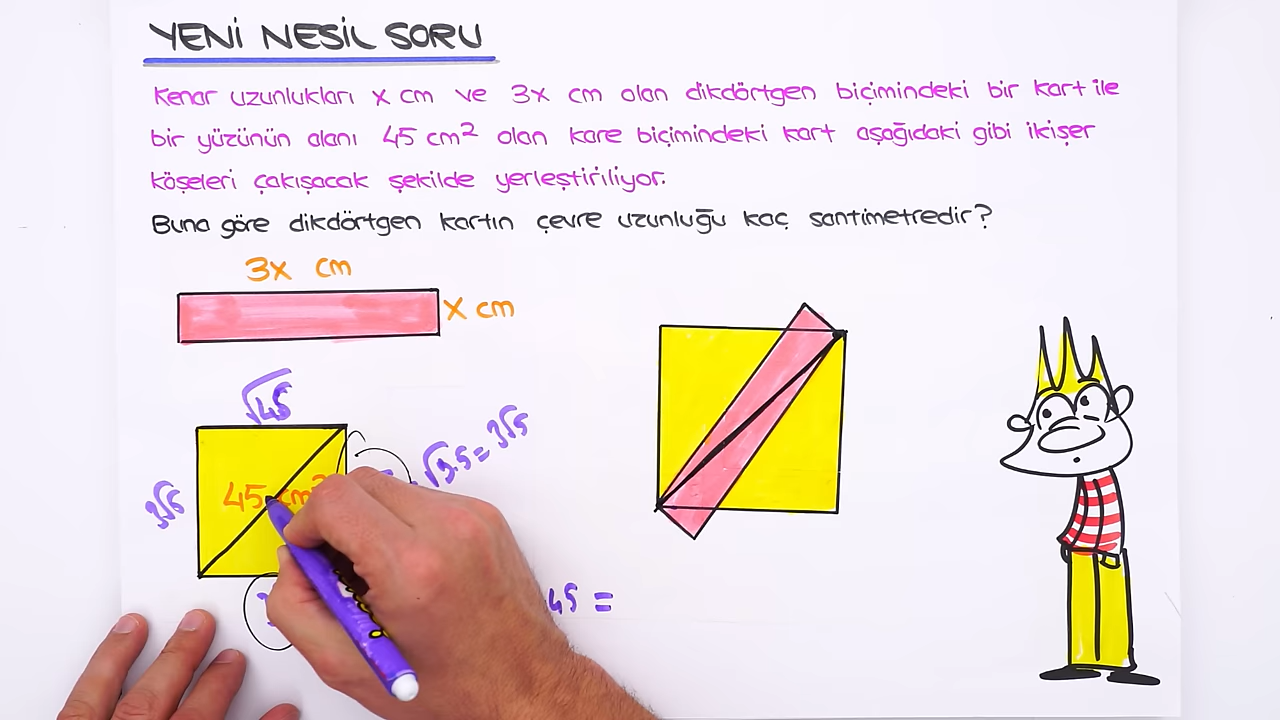 YENİ NESİL SORU
Kenar uzunlukları x cm ve 3x cm olan dikdörtgen biçimindeki bir kart ile
bir yüzünün alanı 45 cm² olan kare biçimindeki kart aşağıdaki gibi ikişer
köşeleri çakışacak şekilde yerleştiriliyor.
Buna göre dikdörtgen kartın çevre uzunluğu kaç santimetredir?
3x cm
x cm
√45
√9.5 = 3√5
3√5
45 cm²
45 =